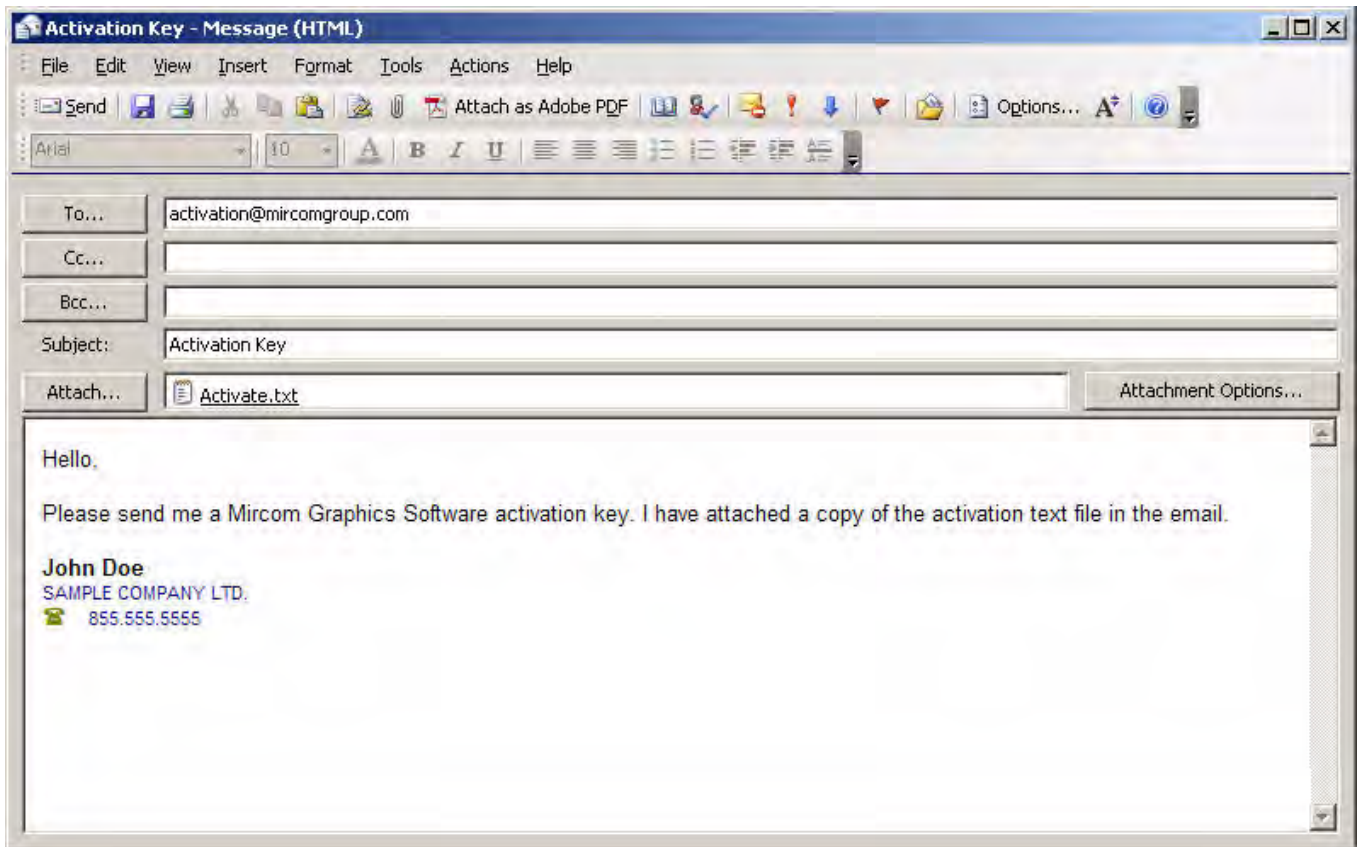 Activation Key - Message (HTML)
File Edit View Insert Format Tools Actions Help
Send Attach as Adobe PDF Options...
Arial 10 A B I U
To... activation@mircomgroup.com
Cc...
Bcc...
Subject: Activation Key
Attach... Activate.txt Attachment Options...
Hello,
Please send me a Mircom Graphics Software activation key. I have attached a copy of the activation text file in the email.
John Doe
SAMPLE COMPANY LTD.
855.555.5555